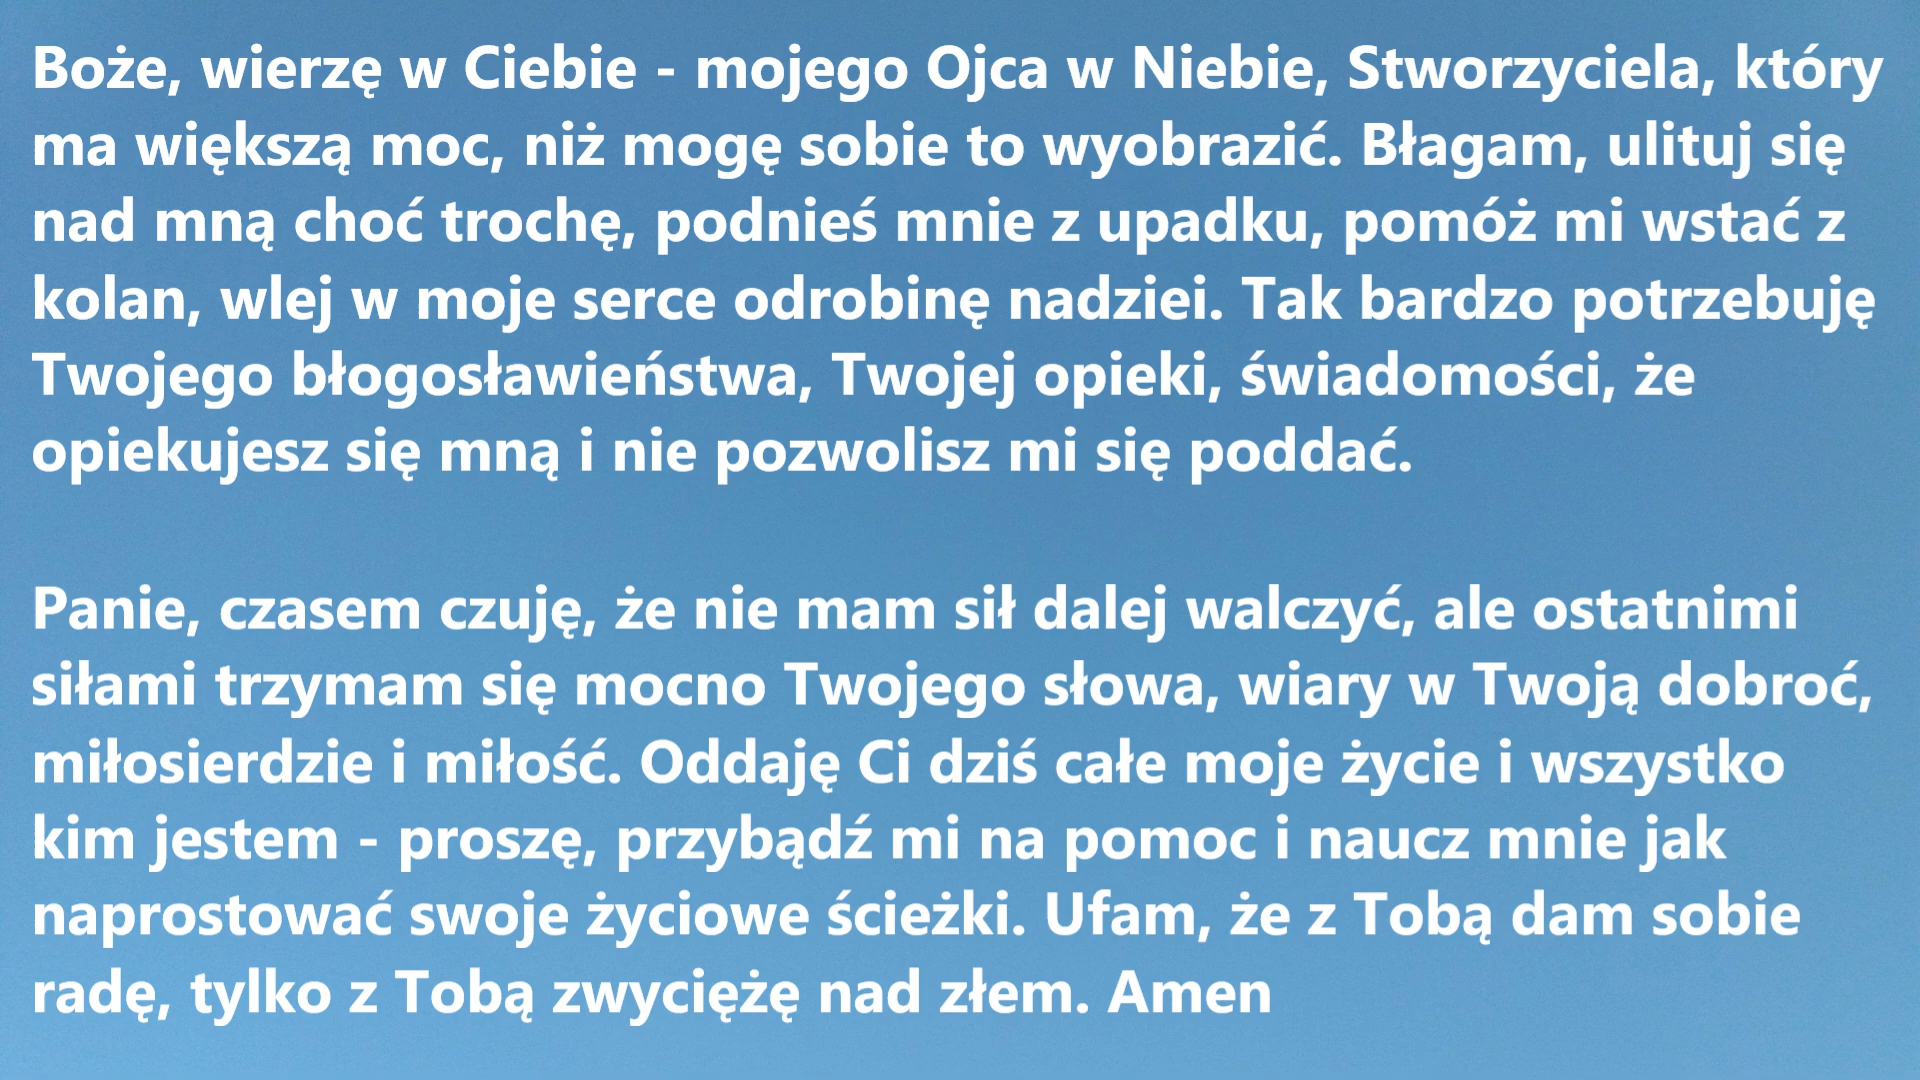 Boże, wierzę w Ciebie - mojego Ojca w Niebie, Stworzyciela, który
ma większą moc, niż mogę sobie to wyobrazić. Błagam, ulituj się
nad mną choć trochę, podnieś mnie z upadku, pomóż mi wstać z
kolan, wlej w moje serce odrobinę nadziei. Tak bardzo potrzebuję
Twojego błogosławieństwa, Twojej opieki, świadomości, że
opiekujesz się mną i nie pozwolisz mi się poddać.
Panie, czasem czuję, że nie mam sił dalej walczyć, ale ostatnimi
siłami trzymam się mocno Twojego słowa, wiary w Twoją dobroć,
miłosierdzie i miłość. Oddaję Ci dziś całe moje życie i wszystko
kim jestem - proszę, przybądź mi na pomoc i naucz mnie jak
naprostować swoje życiowe ścieżki. Ufam, że z Tobą dam sobie
radę, tylko z Tobą zwyciężę nad złem. Amen